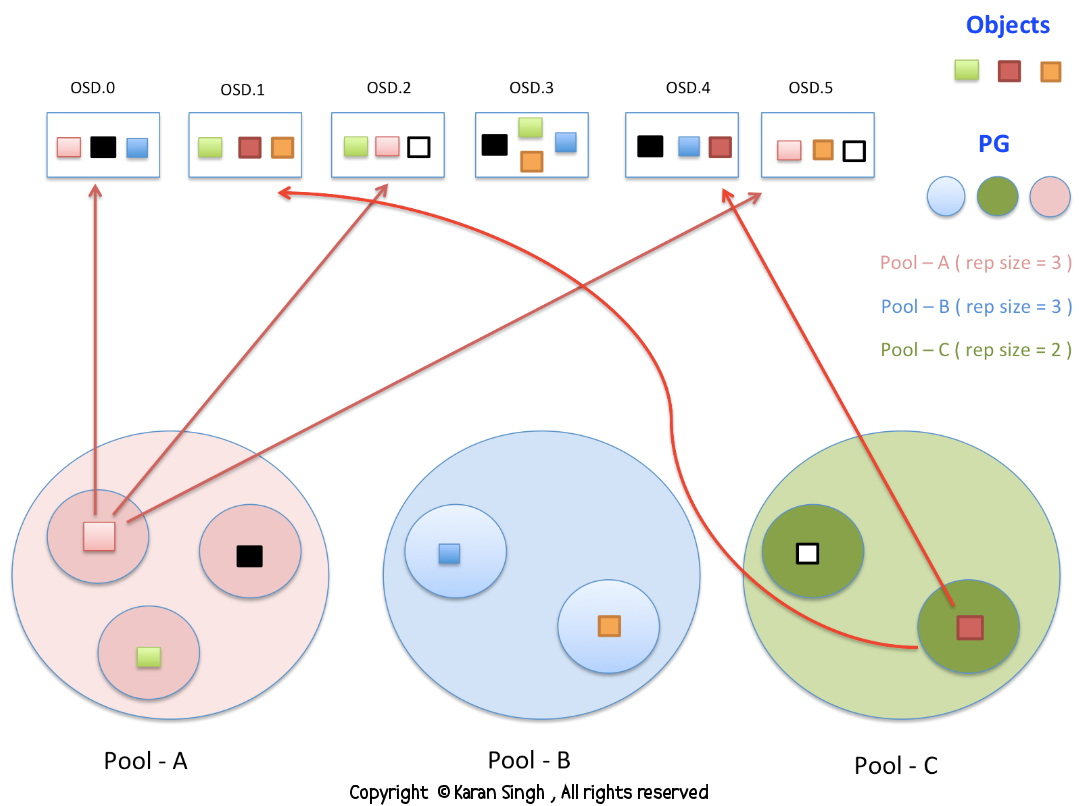 Objects
OSD.0 OSD.1 OSD.2 OSD.3 OSD.4 OSD.5
PG
Pool – A ( rep size = 3 )
Pool – B ( rep size = 3 )
Pool – C ( rep size = 2 )
Pool - A Pool - B Pool - C
Copyright © Karan Singh , All rights reserved